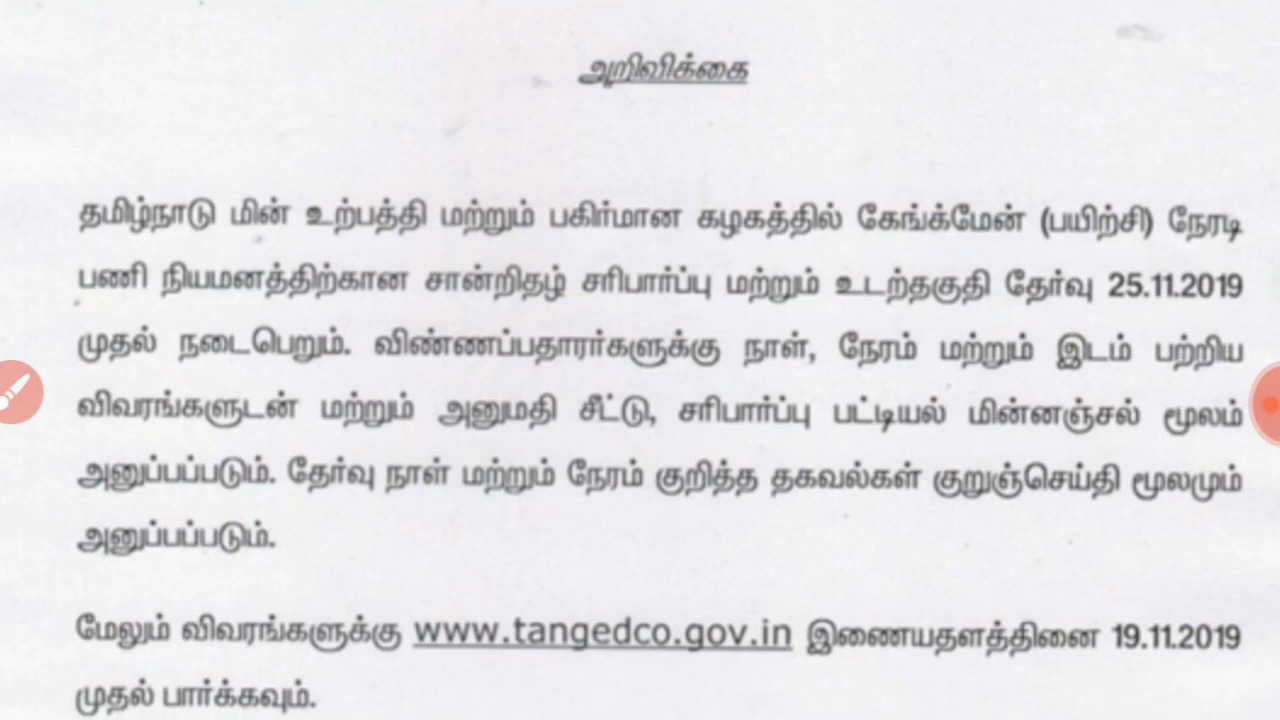 அறிவிக்கை
தமிழ்நாடு மின் உற்பத்தி மற்றும் பகிர்மான கழகத்தில் கேங்க்மேன் (பயிற்சி) நேரடி
பணி நியமனத்திற்கான சான்றிதழ் சரிபார்ப்பு மற்றும் உடற்தகுதி தேர்வு 25.11.2019
முதல் நடைபெறும். விண்ணப்பதாரர்களுக்கு நாள், நேரம் மற்றும் இடம் பற்றிய
விவரங்களுடன் மற்றும் அனுமதி சீட்டு, சரிபார்ப்பு பட்டியல் மின்னஞ்சல் மூலம்
அனுப்பப்படும். தேர்வு நாள் மற்றும் நேரம் குறித்த தகவல்கள் குறுஞ்செய்தி மூலமும்
அனுப்பப்படும்.
மேலும் விவரங்களுக்கு www.tangedco.gov.in இணையதளத்தினை 19.11.2019
முதல் பார்க்கவும்.